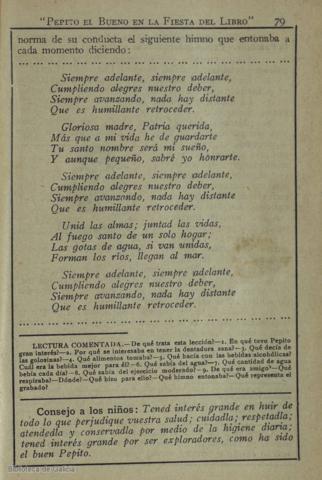 "Pepito el Bueno en la Fiesta del Libro" 79
norma de su conducta el siguiente himno que entonaba a
cada momento diciendo:
Siempre adelante, siempre adelante,
Cumpliendo alegres nuestro deber,
Siempre avanzando, nada hay distante
Que es humillante retroceder.
Gloriosa madre, Patria querida,
Más que a mi vida he de guardarte
Tu santo nombre será mi sueño,
Y aunque pequeño, sabré yo honrarte.
Siempre adelante, siempre adelante,
Cumpliendo alegres nuestro deber,
Siempre avanzando, nada hay distante
Que es humillante retroceder.
Unid las almas; juntad las vidas,
Al fuego santo de un solo hogar;
Las gotas de agua, si van unidas,
Forman los ríos, llegan al mar.
Siempre adelante, siempre adelante,
Cumpliendo alegres nuestro deber,
Siempre avanzando, nada hay distante
Que es humillante retroceder.
LECTURA COMENTADA.—De qué trata esta lección?—1. En qué tuvo Pepito
gran interés?—2. Por qué se interesaba en tener la dentadura sana?—3. Qué decía de
las golosinas?—4. Qué alimentos tomaba?—5. Qué hacía con las bebidas alcohólicas?
Cuál era la bebida mejor para él?—6. Qué sabía del agua?—7. Qué cantidad de agua
bebía cada día?—8. Qué sabía del ejercicio moderado?—9. De qué era amigo?—Qué
respiraba?—Dónde?—Qué hizo para ello?—Qué himno entonaba?—Qué representa el
grabado?
Consejo a los niños: Tened interés grande en huir de
todo lo que perjudique vuestra salud; cuidadla; respetadla;
atendedla y conservadla por medio de la higiene diaria;
tened interés grande por ser exploradores, como ha sido
el buen Pepito.
Biblioteca de Galicia